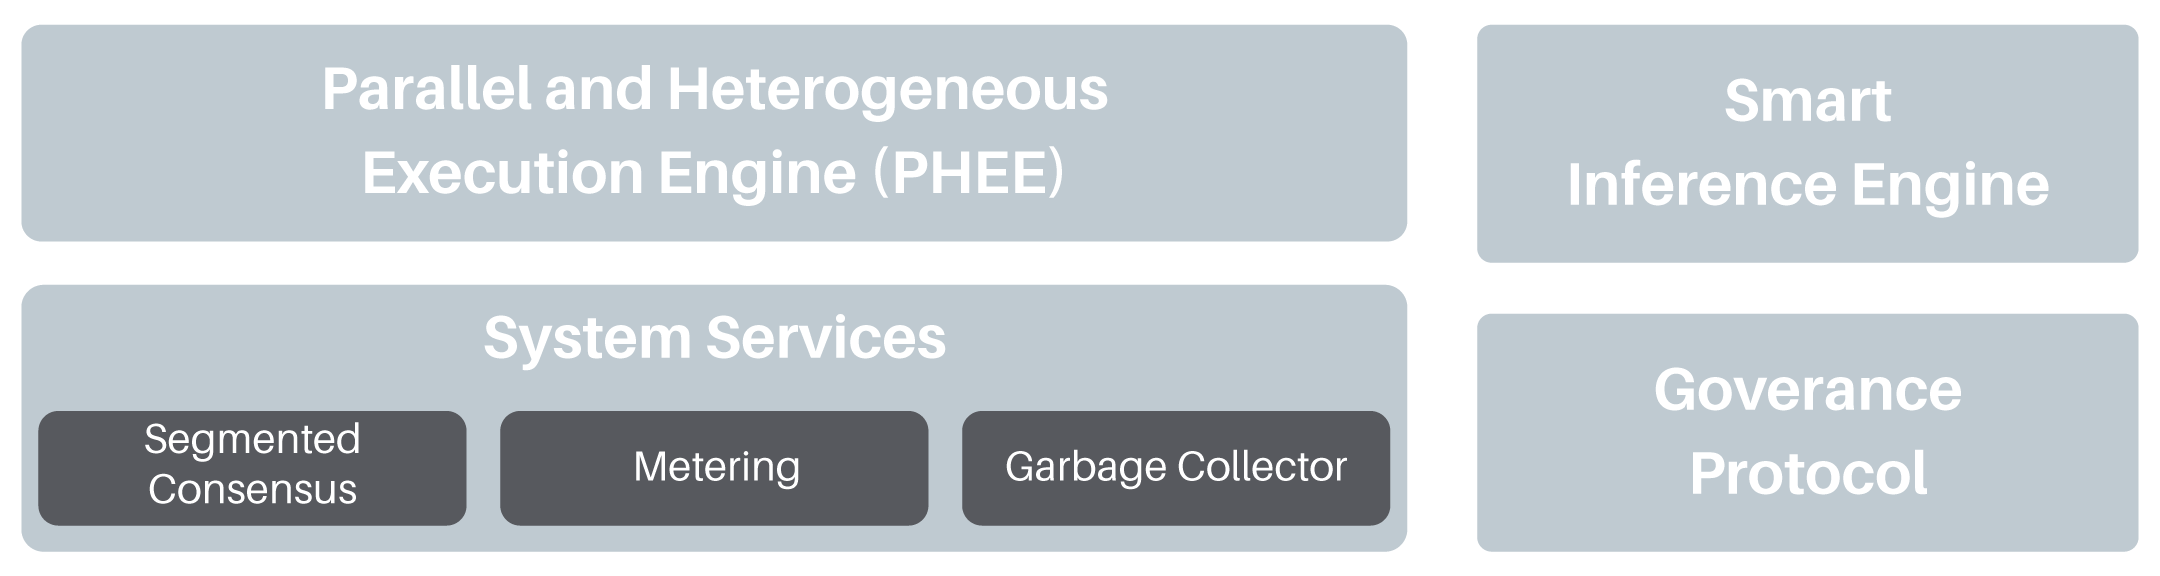 Parallel and Heterogeneous
Execution Engine (PHEE)
Smart
Inference Engine
System Services
Segmented
Consensus
Metering
Garbage Collector
Goverance
Protocol